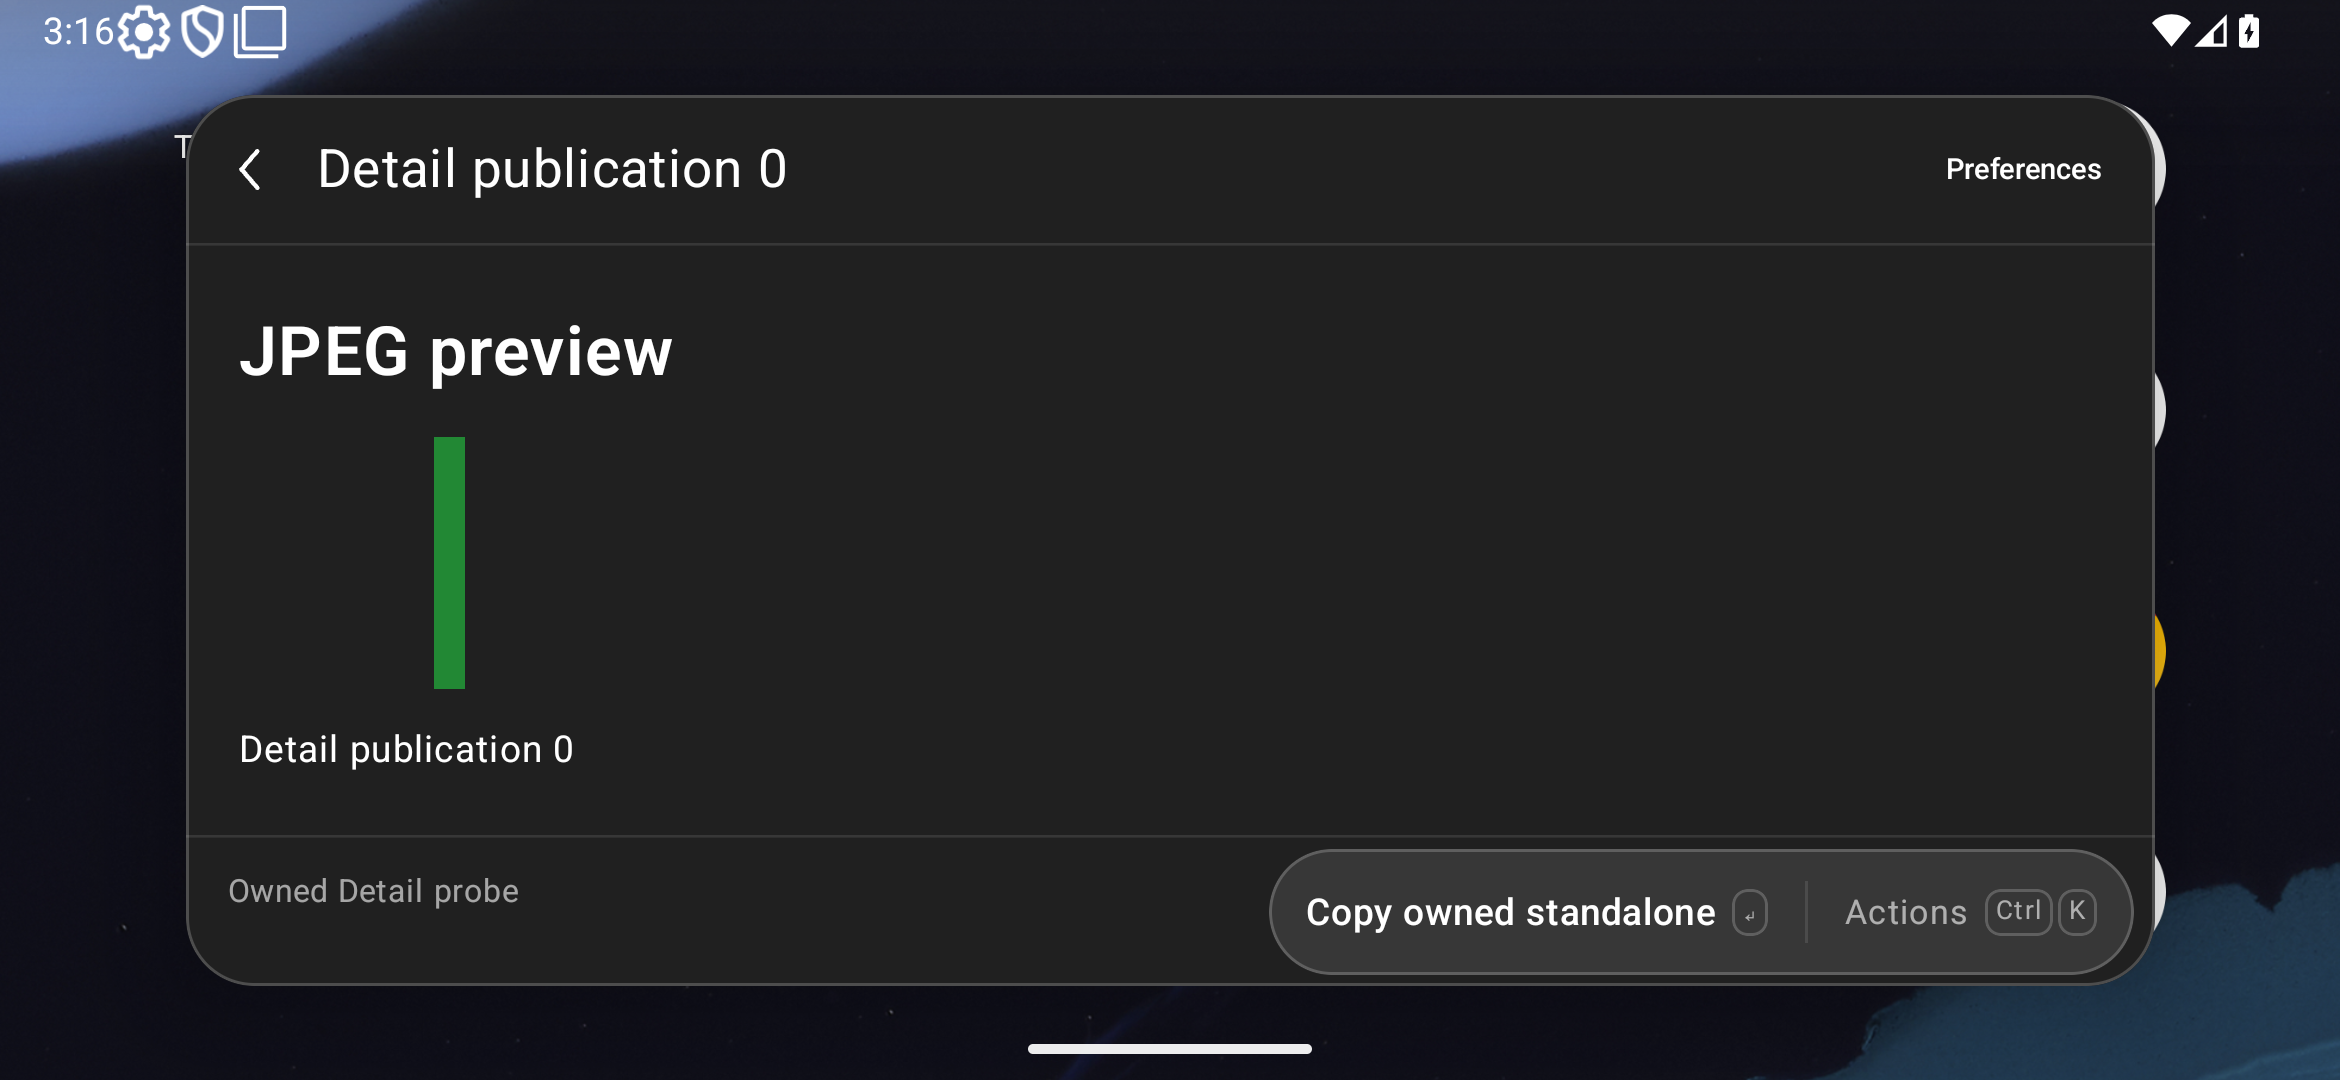 3:16
T
Detail publication 0
Preferences
JPEG preview
Detail publication 0
Owned Detail probe
Copy owned standalone ↵
Actions Ctrl K